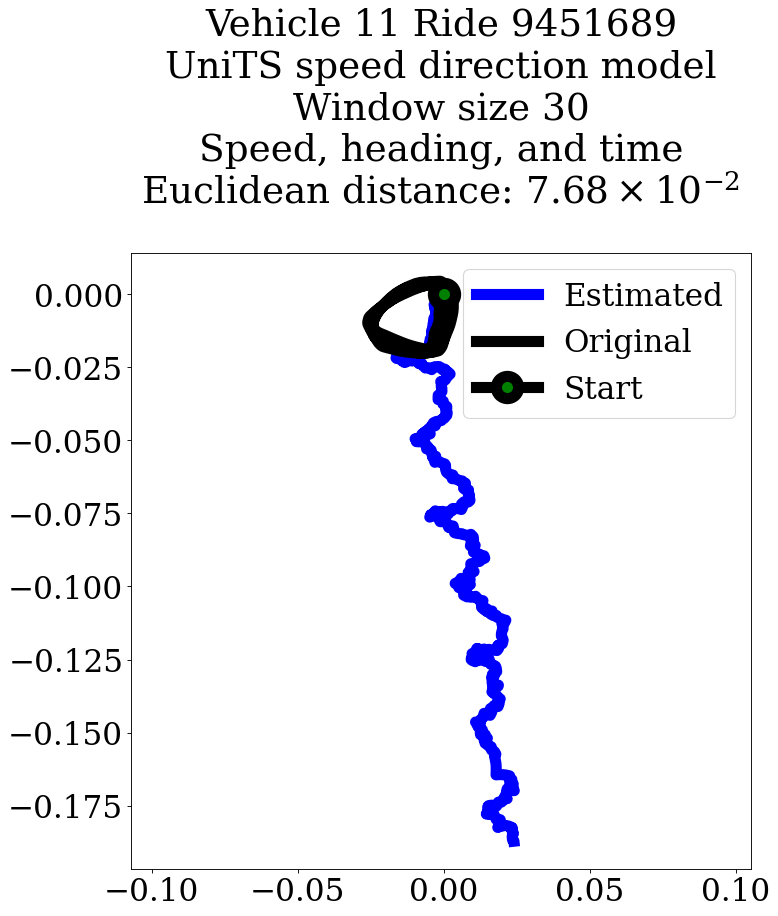 Vehicle 11 Ride 9451689
UniTS speed direction model
Window size 30
Speed, heading, and time
Euclidean distance: $7.68 \times 10^{-2}$
Estimated
Original
Start
0.000
−0.025
−0.050
−0.075
−0.100
−0.125
−0.150
−0.175
−0.10
−0.05
0.00
0.05
0.10